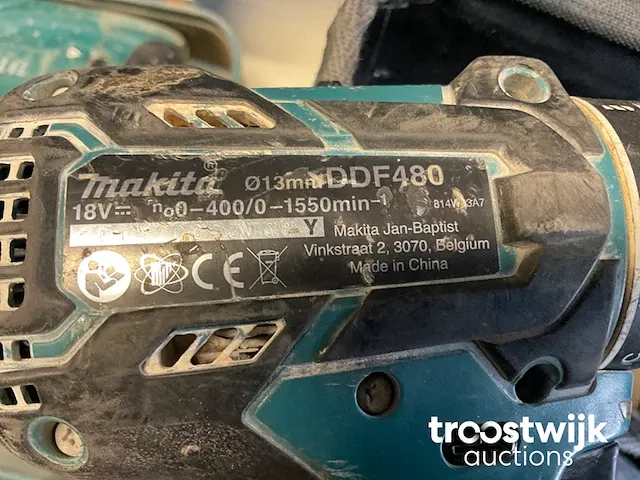 makita Ø13mm DDF480
18V⎓ n₀0-400/0-1550min⁻¹
Y Makita Jan-Baptist
Vinkstraat 2, 3070, Belgium
Made in China
CE
troostwijk
auctions